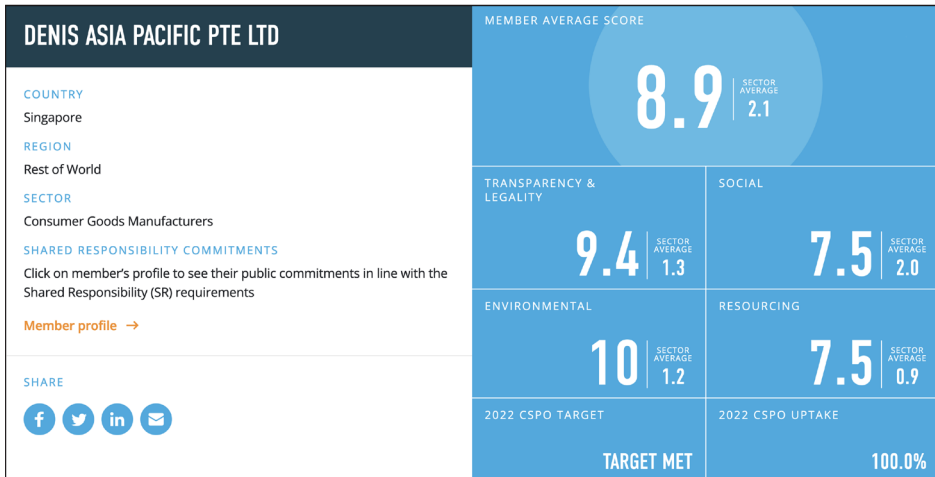 DENIS ASIA PACIFIC PTE LTD
COUNTRY
Singapore
REGION
Rest of World
SECTOR
Consumer Goods Manufacturers
SHARED RESPONSIBILITY COMMITMENTS
Click on member's profile to see their public commitments in line with the
Shared Responsibility (SR) requirements
Member profile →
SHARE
MEMBER AVERAGE SCORE
8.9
SECTOR
AVERAGE
2.1
TRANSPARENCY &
LEGALITY
9.4
SECTOR
AVERAGE
1.3
SOCIAL
7.5
SECTOR
AVERAGE
2.0
ENVIRONMENTAL
10
SECTOR
AVERAGE
1.2
RESOURCING
7.5
SECTOR
AVERAGE
0.9
2022 CSPO TARGET
TARGET MET
2022 CSPO UPTAKE
100.0%